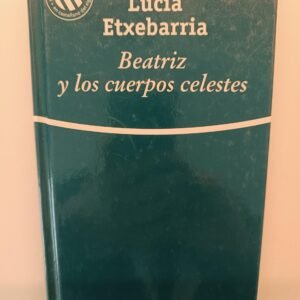 Lucía
Etxebarria
Beatriz
y los cuerpos celestes